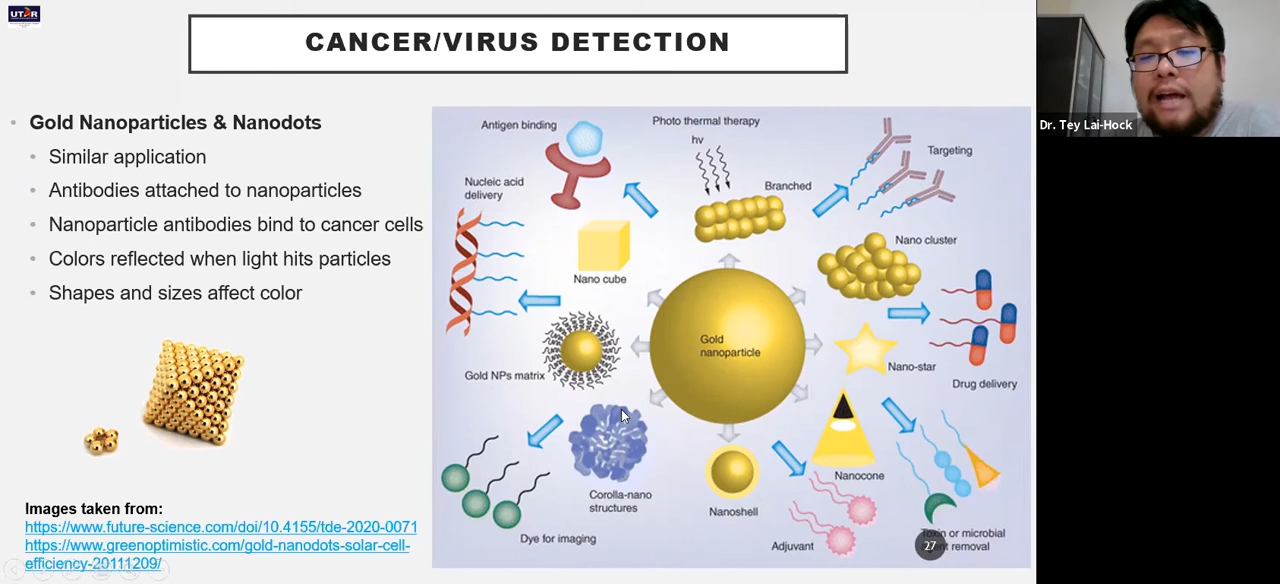 UTAR
CANCER/VIRUS DETECTION
Dr. Tey Lai-Hock
• Gold Nanoparticles & Nanodots
• Similar application
• Antibodies attached to nanoparticles
• Nanoparticle antibodies bind to cancer cells
• Colors reflected when light hits particles
• Shapes and sizes affect color
Antigen binding
Photo thermal therapy
hv
Targeting
Nucleic acid
delivery
Branched
Nano cluster
Nano cube
Gold
nanoparticle
Gold NPs matrix
Nano-star
Drug delivery
Nanocone
Corolla-nano
structures
Nanoshell
Dye for imaging
Adjuvant
Toxin or microbial
agent removal
27
Images taken from:
https://www.future-science.com/doi/10.4155/tde-2020-0071
https://www.greenoptimistic.com/gold-nanodots-solar-cell-
efficiency-20111209/